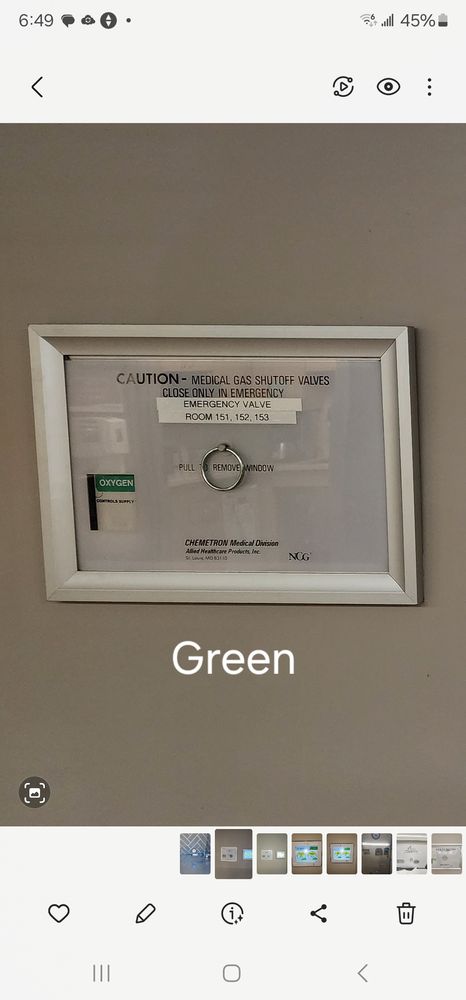 6:49
45%
CAUTION - MEDICAL GAS SHUTOFF VALVES
CLOSE ONLY IN EMERGENCY
EMERGENCY VALVE
ROOM 151, 152, 153
PULL TO REMOVE WINDOW
OXYGEN
CONTROLS SUPPLY
CHEMETRON Medical Division
Allied Healthcare Products, Inc.
St. Louis, MO 63110
NCG
Green